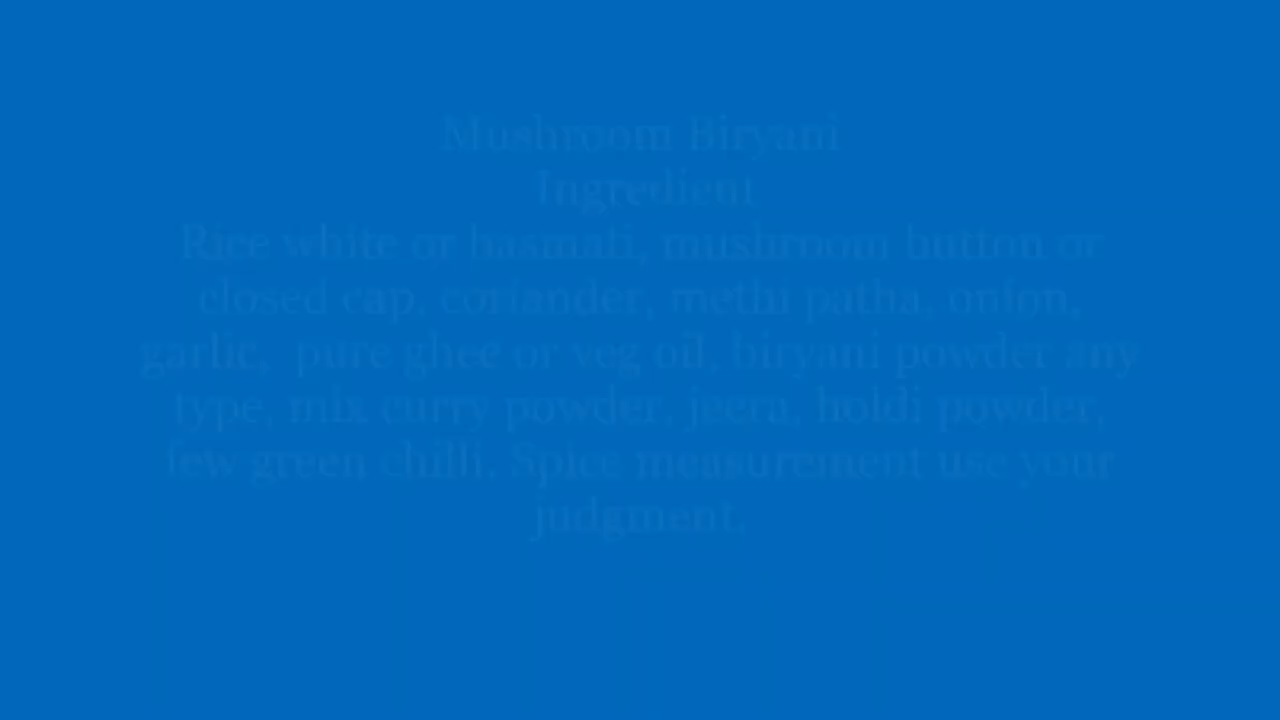 Mushroom Biryani
Ingredient
Rice white or basmati, mushroom button or
closed cap, coriander, methi patha, onion,
garlic,  pure ghee or veg oil, biryani powder any
type, mix curry powder, jeera, holdi powder,
few green chilli. Spice measurement use your
judgment.